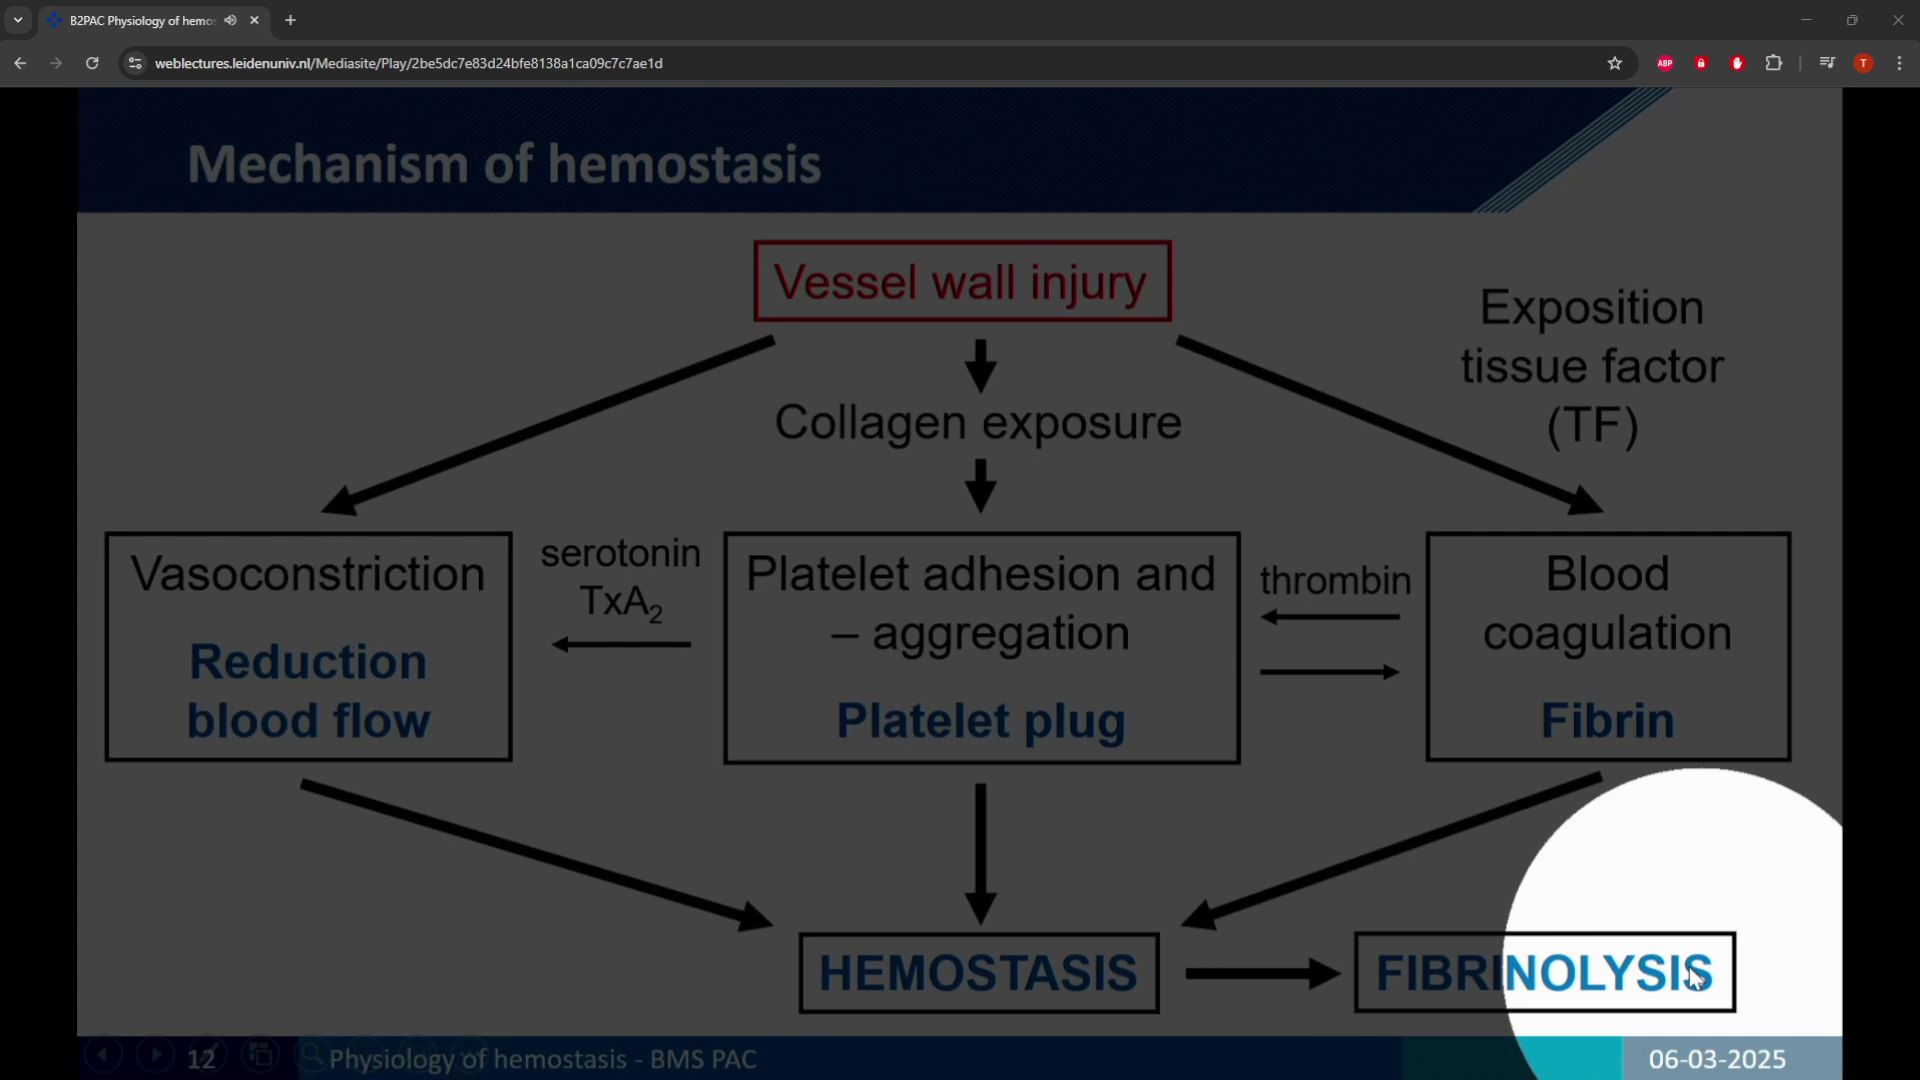 B2PAC Physiology of hemos
weblectures.leidenuniv.nl/Mediasite/Play/2be5dc7e83d24bfe8138a1ca09c7c7ae1d
ABP
T
Mechanism of hemostasis
Vessel wall injury
Exposition
tissue factor
(TF)
Collagen exposure
Vasoconstriction
Reduction
blood flow
serotonin
TxA2
Platelet adhesion and
– aggregation
Platelet plug
thrombin
Blood
coagulation
Fibrin
HEMOSTASIS
FIBRINOLYSIS
12
Physiology of hemostasis - BMS PAC
06-03-2025